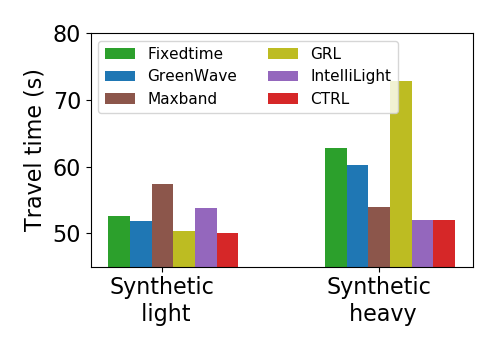 Travel time (s)
80
70
60
50
Fixedtime
GreenWave
Maxband
GRL
IntelliLight
CTRL
Synthetic
light
Synthetic
heavy